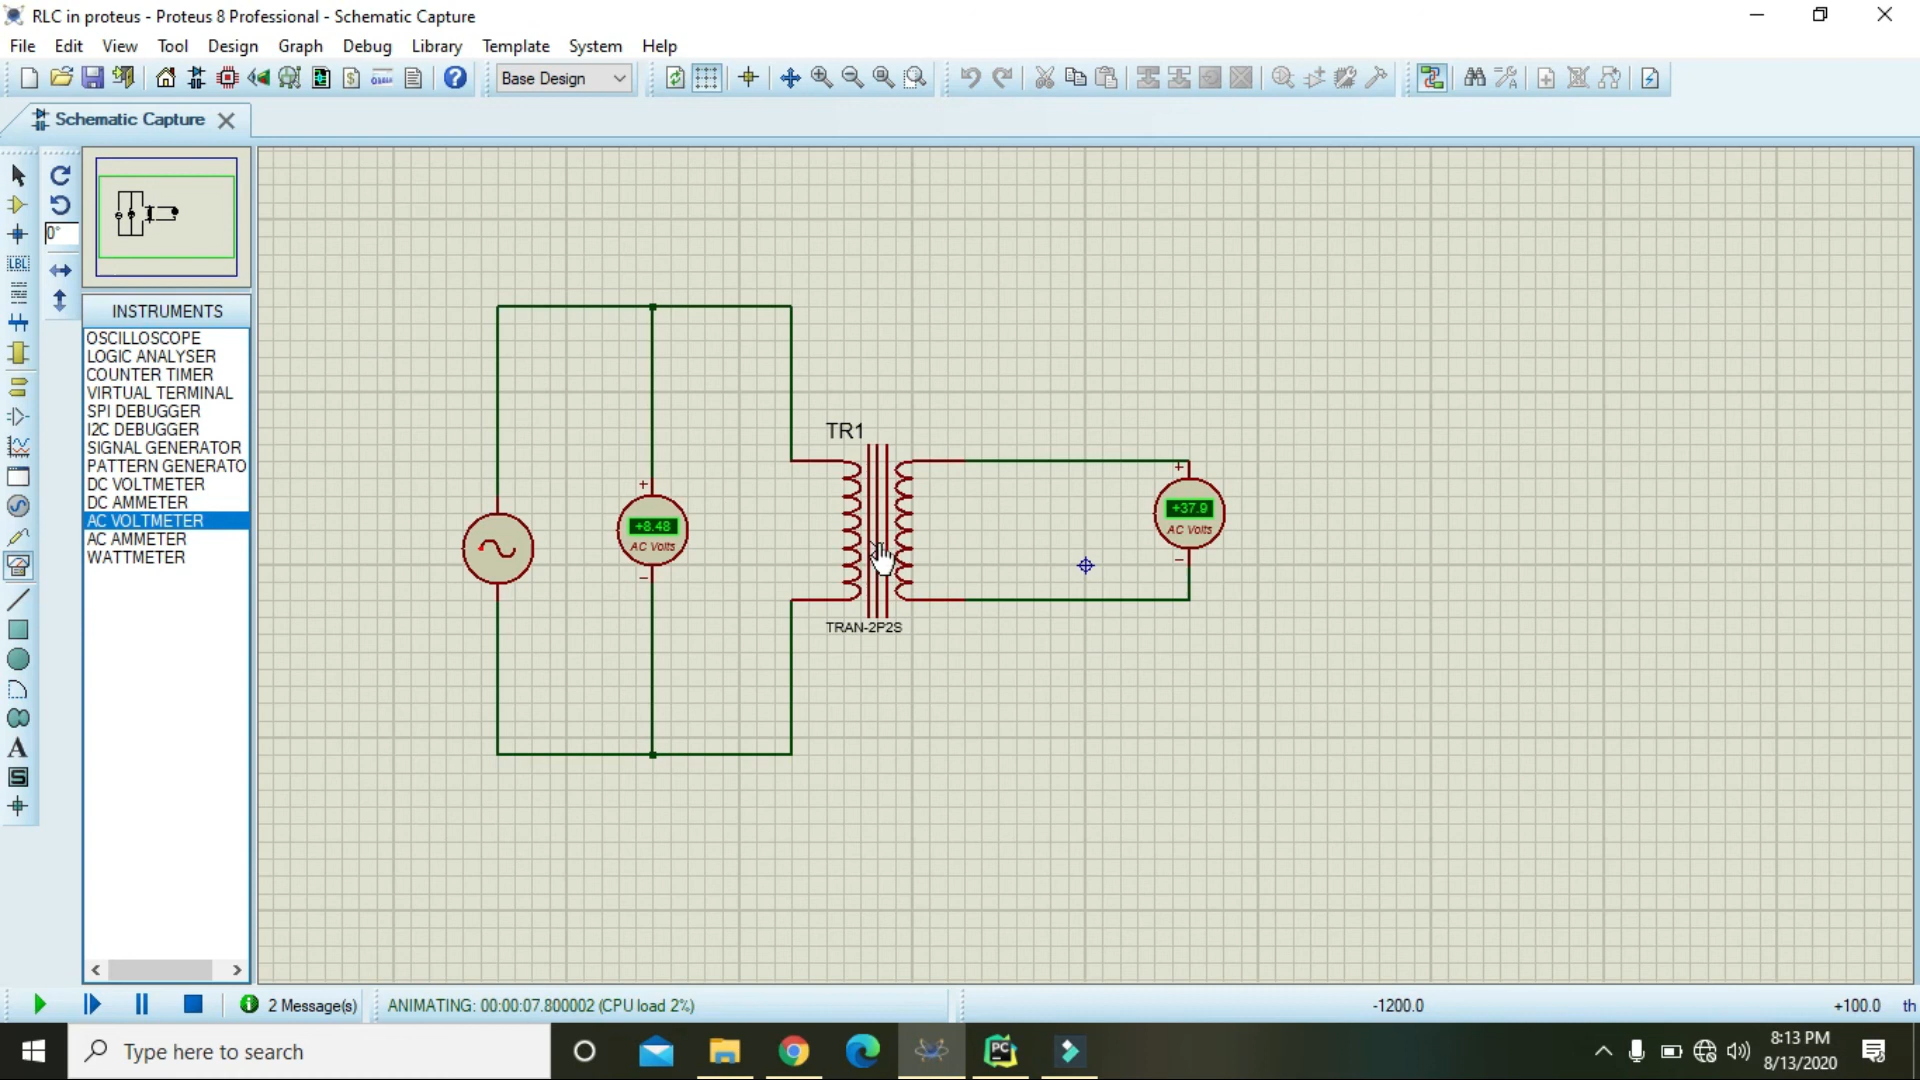 RLC in proteus - Proteus 8 Professional - Schematic Capture
File Edit View Tool Design Graph Debug Library Template System Help
Base Design
Schematic Capture
0°
LBL
INSTRUMENTS
OSCILLOSCOPE
LOGIC ANALYSER
COUNTER TIMER
VIRTUAL TERMINAL
SPI DEBUGGER
I2C DEBUGGER
SIGNAL GENERATOR
PATTERN GENERATO
DC VOLTMETER
DC AMMETER
AC VOLTMETER
AC AMMETER
WATTMETER
A
S
TR1
+
+8.48
AC Volts
−
+
+37.9
AC Volts
−
TRAN-2P2S
2 Message(s)
ANIMATING: 00:00:07.800002 (CPU load 2%)
-1200.0
+100.0
th
Type here to search
PC
8:13 PM
8/13/2020